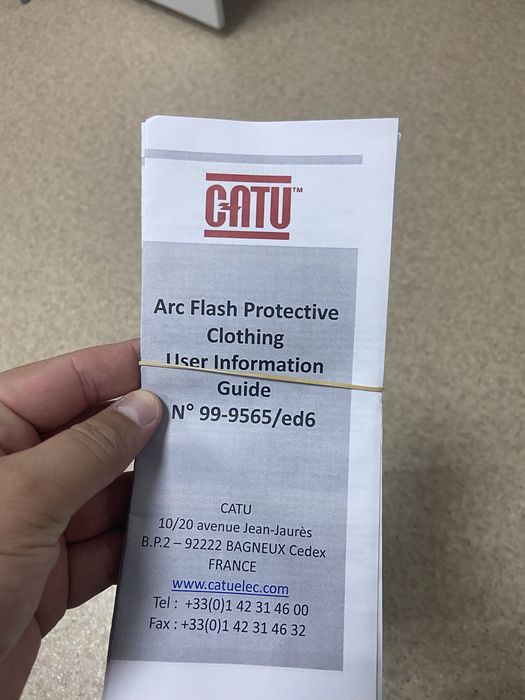 CATU™
Arc Flash Protective
Clothing
User Information
Guide
N° 99-9565/ed6
CATU
10/20 avenue Jean-Jaurès
B.P.2 – 92222 BAGNEUX Cedex
FRANCE
www.catuelec.com
Tel : +33(0)1 42 31 46 00
Fax : +33(0)1 42 31 46 32